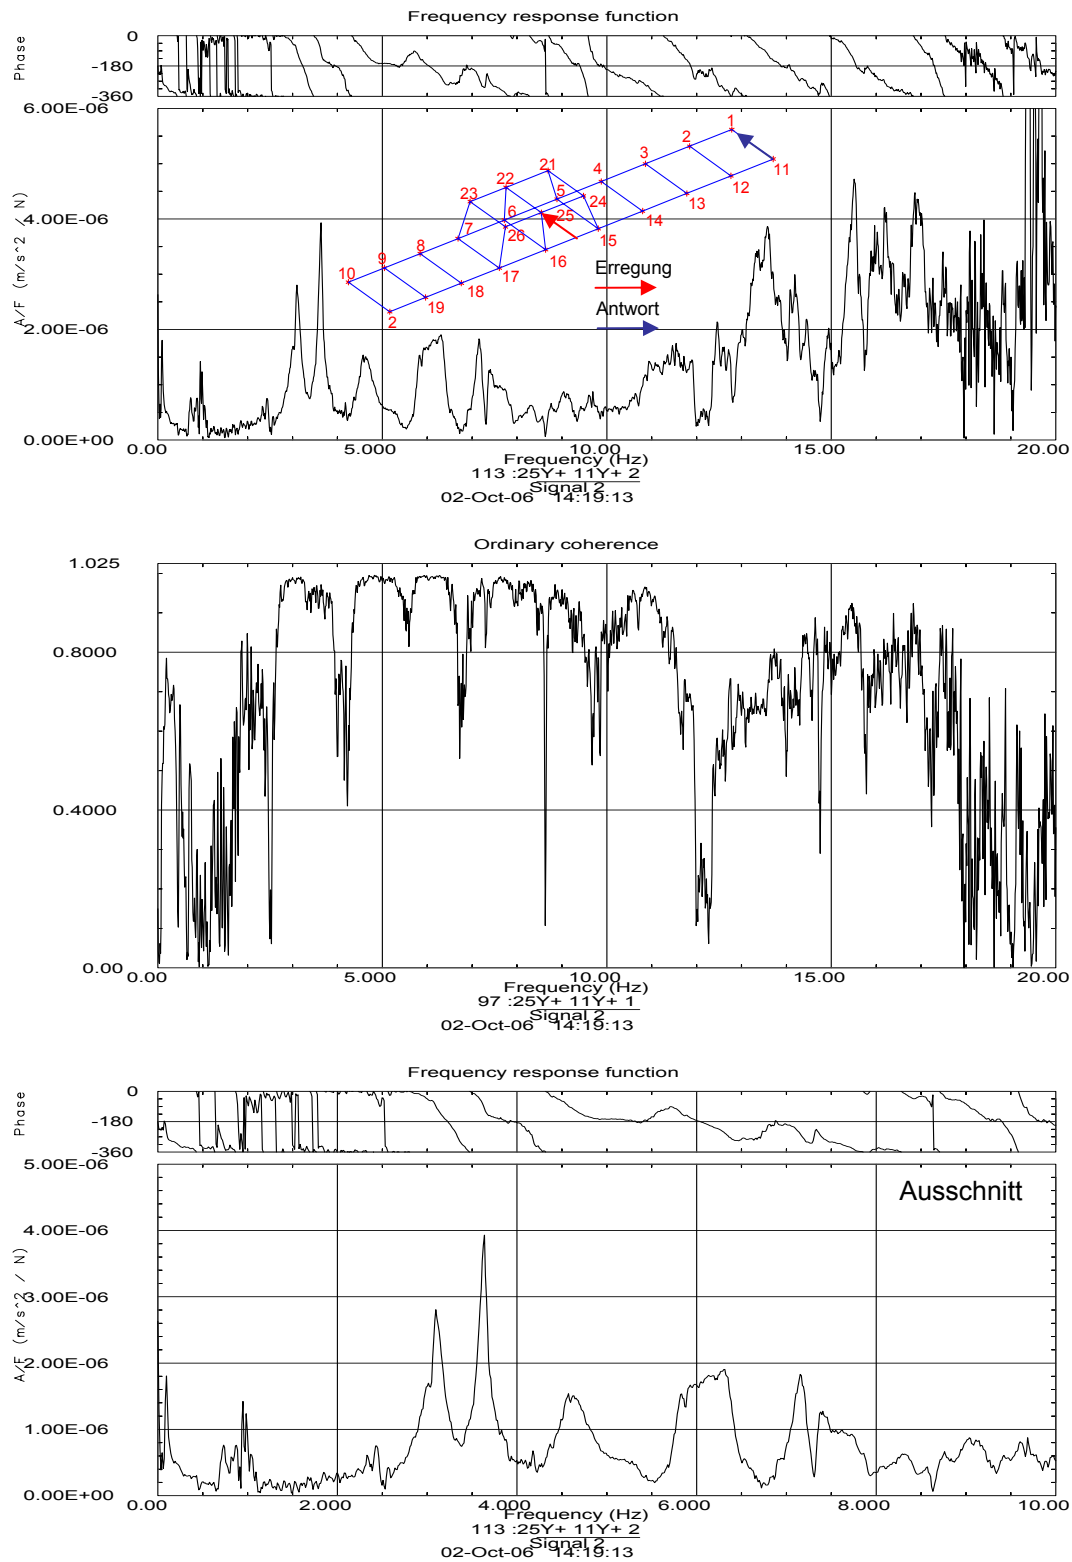 Frequency response function
Phase
0
-180
-360
A/F (m/s^2 / N)
6.00E-06
4.00E-06
2.00E-06
0.00E+00
1
2
11
3
12
21
4
13
22
5
24
14
23
6
25
15
7
26
16
8
17
9
18
10
19
2
Erregung
Antwort
0.00 5.000 10.00 15.00 20.00
Frequency (Hz)
113 :25Y+ 11Y+ 2
Signal 2
02-Oct-06 14:19:13
Ordinary coherence
1.025
0.8000
0.4000
0.00
0.00 5.000 10.00 15.00 20.00
Frequency (Hz)
97 :25Y+ 11Y+ 1
Signal 2
02-Oct-06 14:19:13
Frequency response function
Phase
0
-180
-360
A/F (m/s^2 / N)
5.00E-06
Ausschnitt
4.00E-06
3.00E-06
2.00E-06
1.00E-06
0.00E+00
0.00 2.000 4.000 6.000 8.000 10.00
Frequency (Hz)
113 :25Y+ 11Y+ 2
Signal 2
02-Oct-06 14:19:13